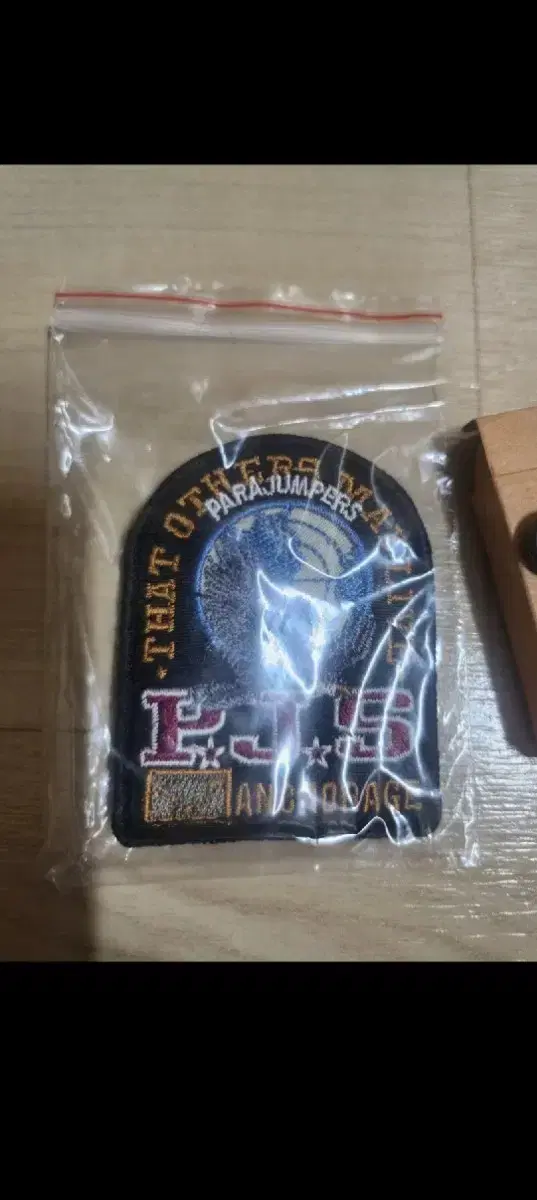 THAT OTHERS MAY LIVE
PARAJUMPERS
P.J.S
ANCHORAGE